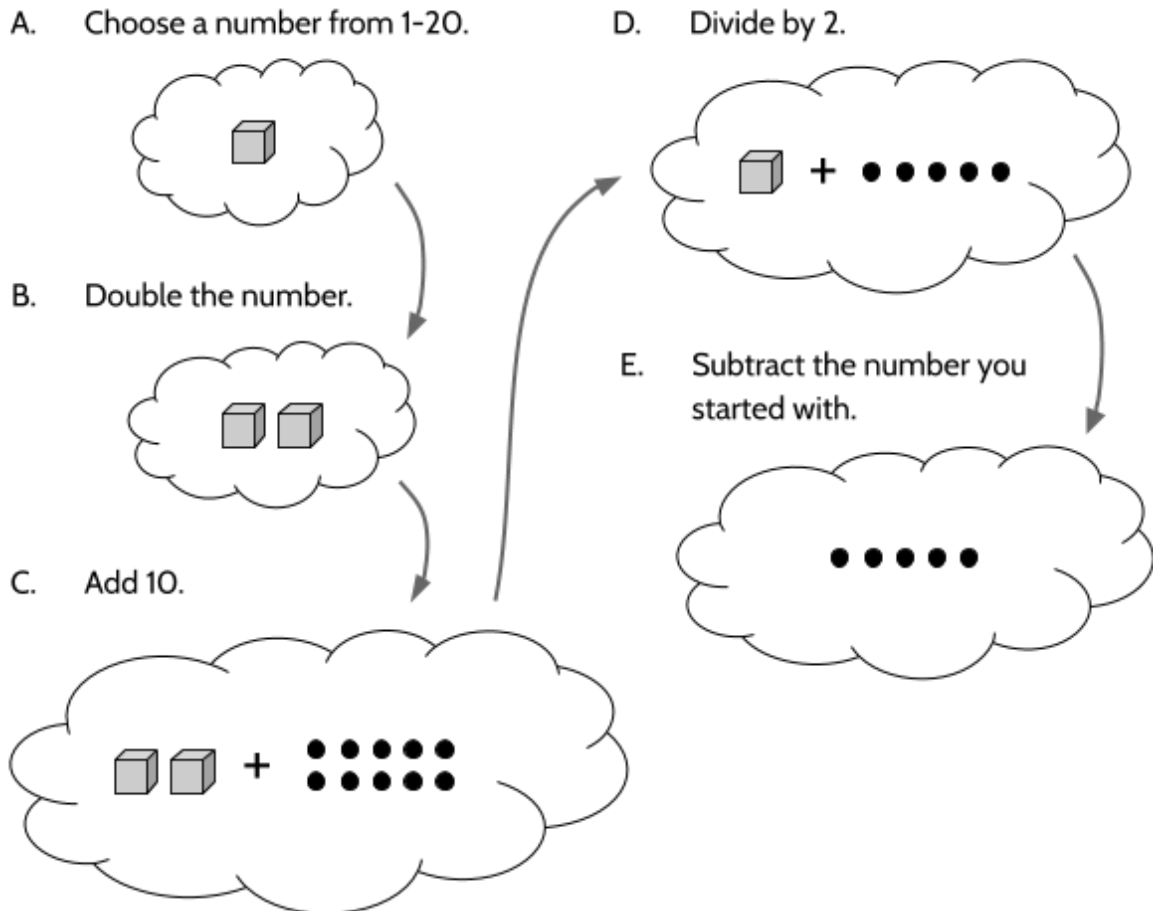 A. Choose a number from 1-20.
B. Double the number.
C. Add 10.
D. Divide by 2.
E. Subtract the number you
started with.